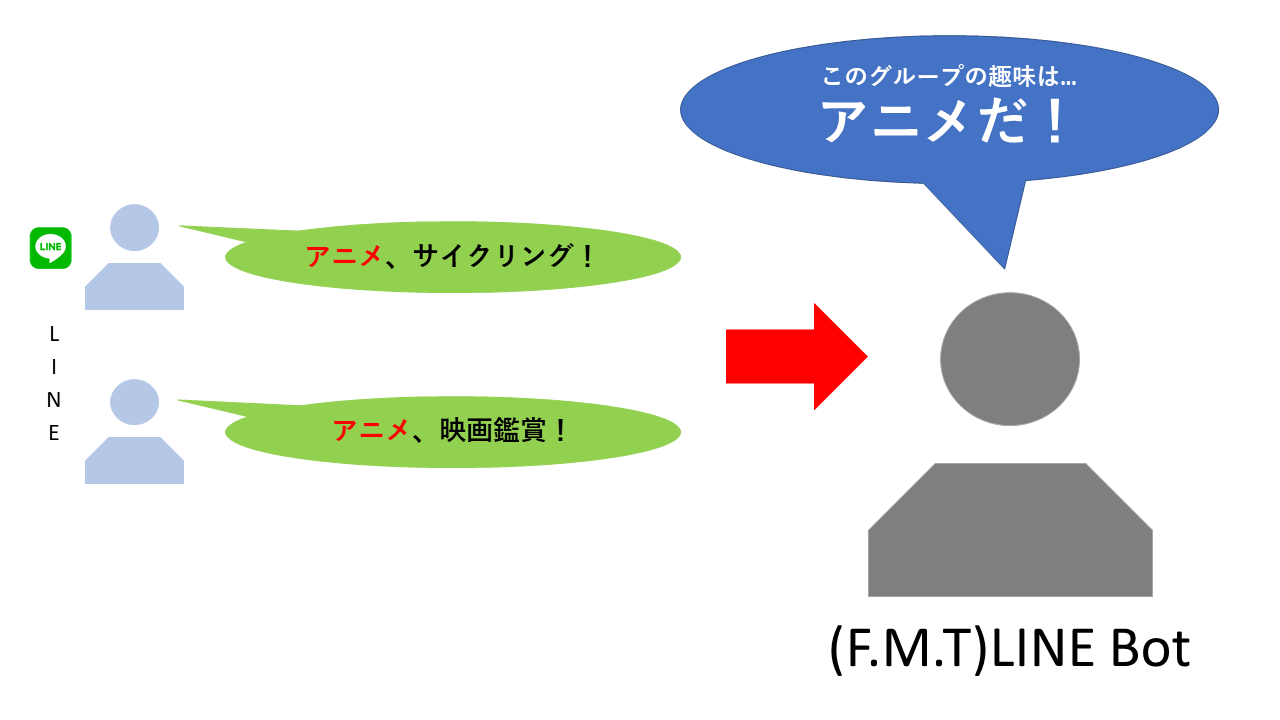 このグループの趣味は...
アニメだ！
LINE
アニメ、サイクリング！
L
I
N
E
アニメ、映画鑑賞！
(F.M.T)LINE Bot